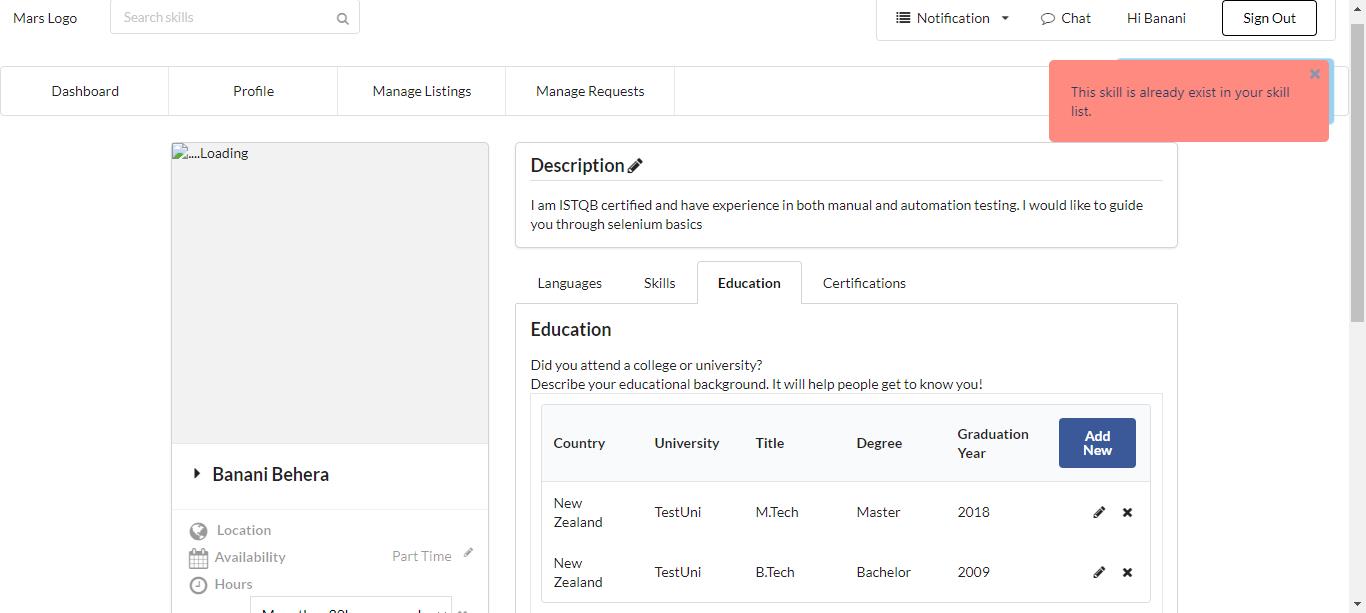 Mars Logo
Search skills
Notification
Chat
Hi Banani
Sign Out
Dashboard
Profile
Manage Listings
Manage Requests
This skill is already exist in your skill
list.
....Loading
Description
I am ISTQB certified and have experience in both manual and automation testing. I would like to guide
you through selenium basics
Languages
Skills
Education
Certifications
Education
Did you attend a college or university?
Describe your educational background. It will help people get to know you!
Country
University
Title
Degree
Graduation
Year
Add
New
New
Zealand
TestUni
M.Tech
Master
2018
New
Zealand
TestUni
B.Tech
Bachelor
2009
Banani Behera
Location
Availability
Part Time
Hours